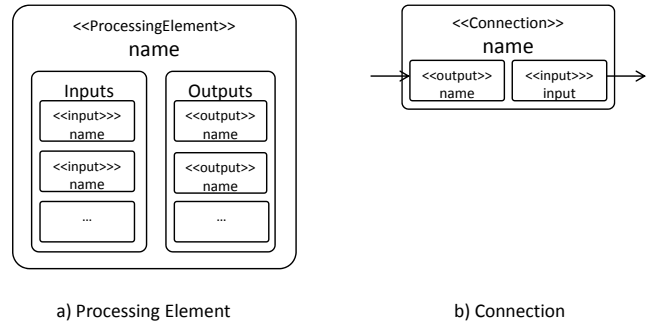 <<ProcessingElement>>
name
Inputs
<<input>>>
name
<<input>>>
name
...
Outputs
<<output>>
name
<<output>>
name
...
a) Processing Element
<<Connection>>
name
<<output>>
name
<<input>>>
input
b) Connection